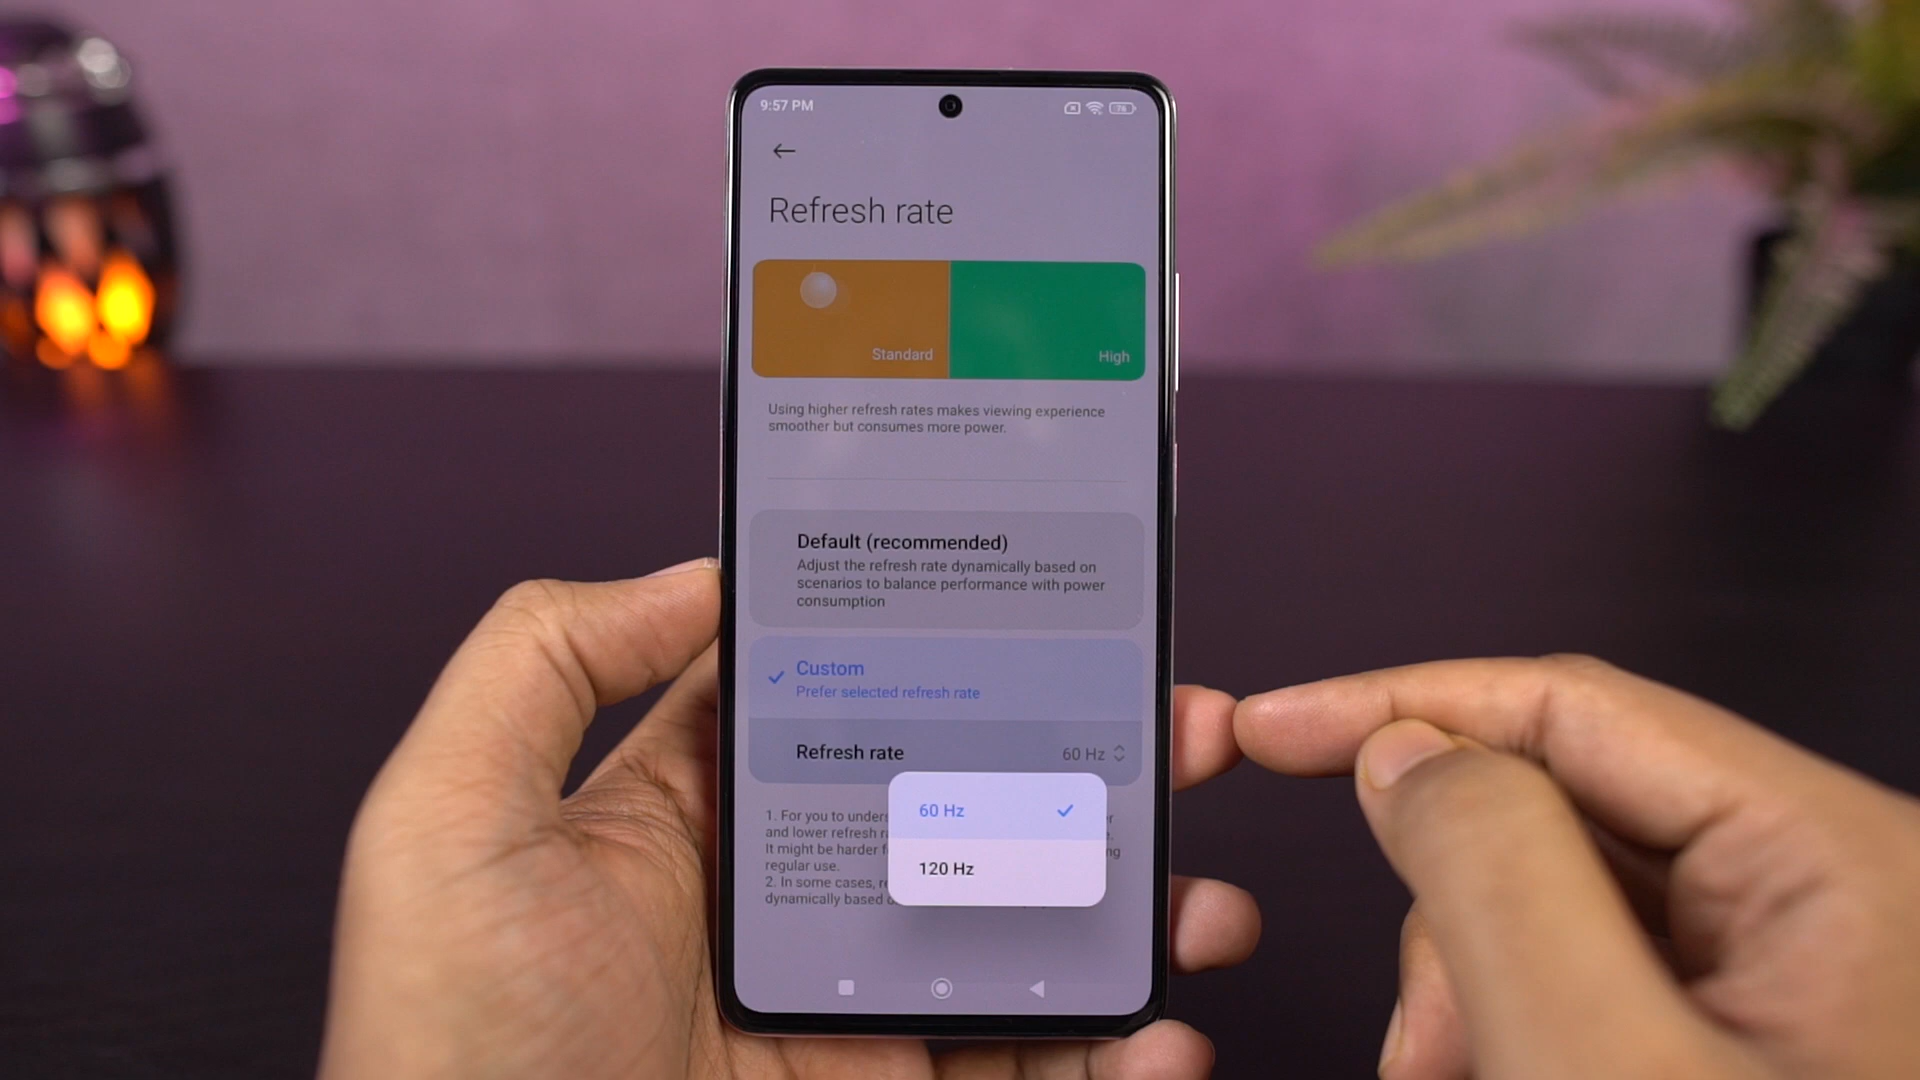 9:57 PM
76
Refresh rate
Standard
High
Using higher refresh rates makes viewing experience
smoother but consumes more power.
Default (recommended)
Adjust the refresh rate dynamically based on
scenarios to balance performance with power
consumption
Custom
Prefer selected refresh rate
Refresh rate
60 Hz
60 Hz
120 Hz
1. For you to
and lower refresh
It might be harder
regular use.
2. In some cases,
dynamically based